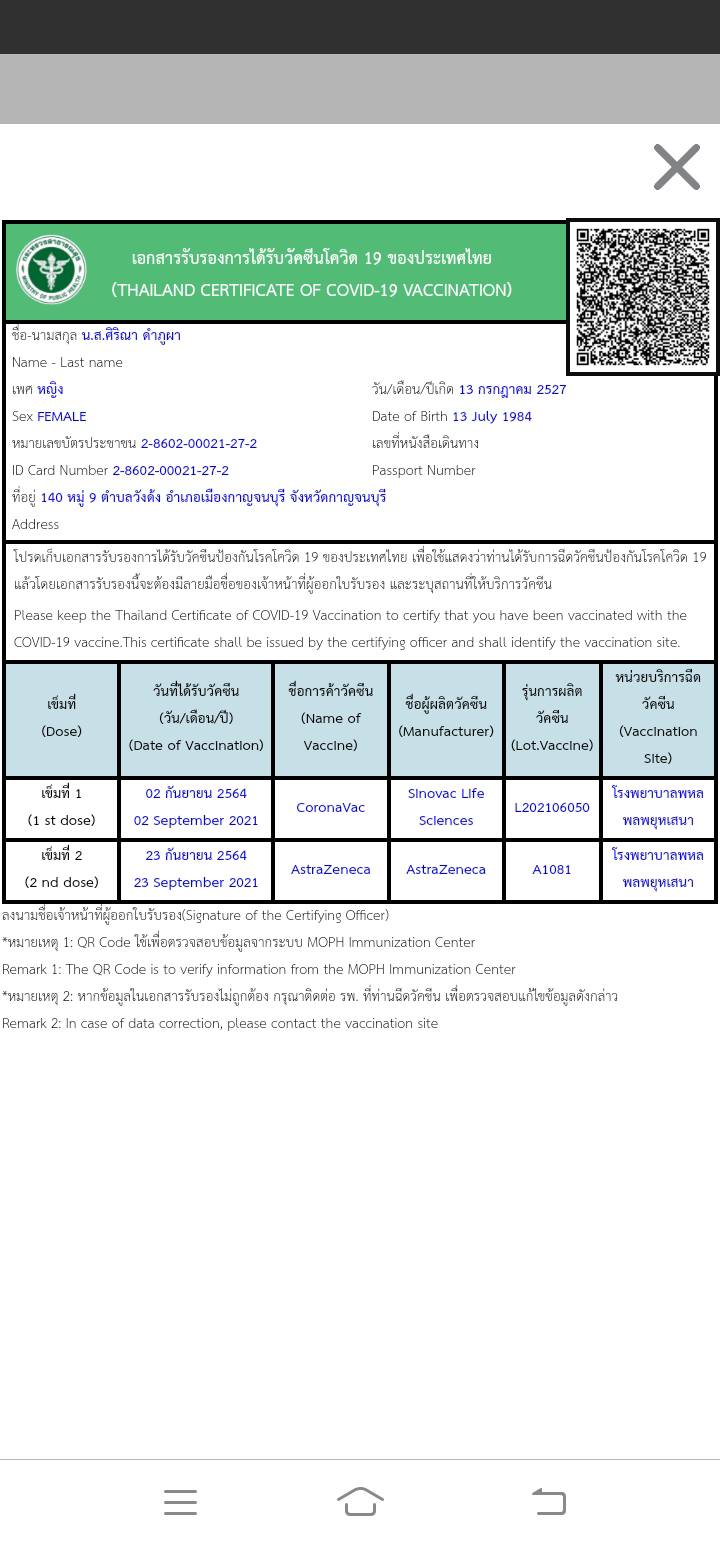 เอกสารรับรองการได้รับวัคซีนโควิด 19 ของประเทศไทย
(THAILAND CERTIFICATE OF COVID-19 VACCINATION)
ชื่อ-นามสกุล น.ส.ศิริณา ดำภูผา
Name - Last name
เพศ หญิง วัน/เดือน/ปีเกิด 13 กรกฎาคม 2527
Sex FEMALE Date of Birth 13 July 1984
หมายเลขบัตรประชาชน 2-8602-00021-27-2 เลขที่หนังสือเดินทาง
ID Card Number 2-8602-00021-27-2 Passport Number
ที่อยู่ 140 หมู่ 9 ตำบลวังด้ง อำเภอเมืองกาญจนบุรี จังหวัดกาญจนบุรี
Address
โปรดเก็บเอกสารรับรองการได้รับวัคซีนป้องกันโรคโควิด 19 ของประเทศไทย เพื่อใช้แสดงว่าท่านได้รับการฉีดวัคซีนป้องกันโรคโควิด 19
แล้วโดยเอกสารรับรองนี้จะต้องมีลายมือชื่อของเจ้าหน้าที่ผู้ออกใบรับรอง และระบุสถานที่ให้บริการวัคซีน
Please keep the Thailand Certificate of COVID-19 Vaccination to certify that you have been vaccinated with the
COVID-19 vaccine.This certificate shall be issued by the certifying officer and shall identify the vaccination site.
เข็มที่
(Dose)
วันที่ได้รับวัคซีน
(วัน/เดือน/ปี)
(Date of Vaccination)
ชื่อการค้าวัคซีน
(Name of
Vaccine)
ชื่อผู้ผลิตวัคซีน
(Manufacturer)
รุ่นการผลิต
วัคซีน
(Lot.Vaccine)
หน่วยบริการฉีด
วัคซีน
(Vaccination
Site)
เข็มที่ 1
(1 st dose)
02 กันยายน 2564
02 September 2021
CoronaVac
Sinovac Life
Sciences
L202106050
โรงพยาบาลพหล
พลพยุหเสนา
เข็มที่ 2
(2 nd dose)
23 กันยายน 2564
23 September 2021
AstraZeneca
AstraZeneca
A1081
โรงพยาบาลพหล
พลพยุหเสนา
ลงนามชื่อเจ้าหน้าที่ผู้ออกใบรับรอง(Signature of the Certifying Officer)
*หมายเหตุ 1: QR Code ใช้เพื่อตรวจสอบข้อมูลจากระบบ MOPH Immunization Center
Remark 1: The QR Code is to verify information from the MOPH Immunization Center
*หมายเหตุ 2: หากข้อมูลในเอกสารรับรองไม่ถูกต้อง กรุณาติดต่อ รพ. ที่ท่านฉีดวัคซีน เพื่อตรวจสอบแก้ไขข้อมูลดังกล่าว
Remark 2: In case of data correction, please contact the vaccination site